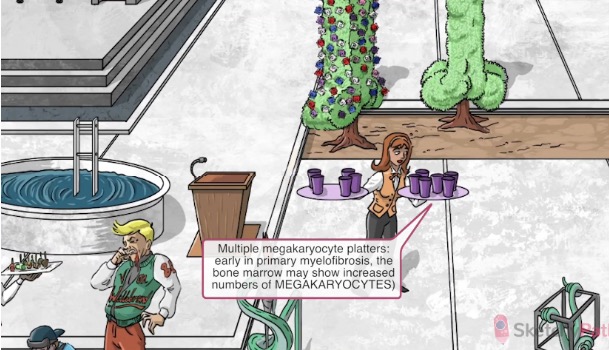 Multiple megakaryocyte platters:
early in primary myelofibrosis, the
bone marrow may show increased
numbers of MEGAKARYOCYTES)